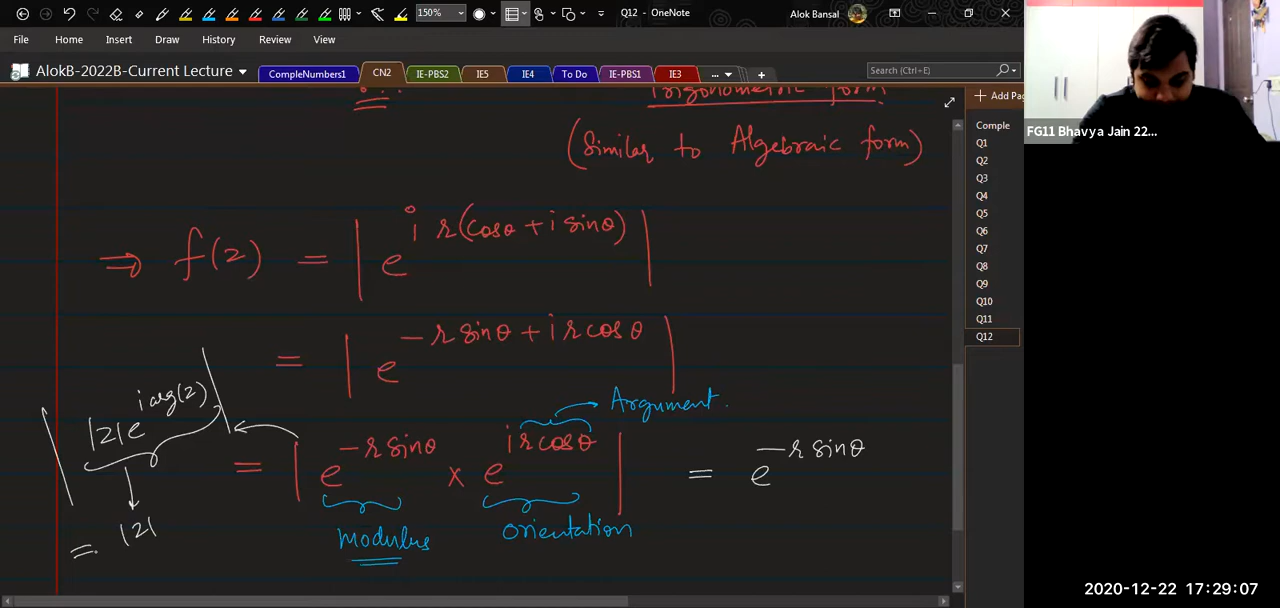 150% Q12 - OneNote Alok Bansal
File Home Insert Draw History Review View
AlokB-2022B-Current Lecture CompleNumbers1 CN2 IE-PBS2 IE5 IE4 To Do IE-PBS1 IE3 ... + Search (Ctrl+E)
Trigonometric form
(Similar to Algebraic form)
⇒ f(z) = | e^{i r(cosθ + i sinθ)} |
= | e^{-r sinθ + i r cosθ} |
Argument.
= | e^{-r sinθ} × e^{i r cosθ} | = e^{-r sinθ}
modulus orientation
| |z| e^{i arg(z)} |
= |z|
+ Add Pag
Comple
Q1
Q2
Q3
Q4
Q5
Q6
Q7
Q8
Q9
Q10
Q11
Q12
FG11 Bhavya Jain 22...
2020-12-22 17:29:07